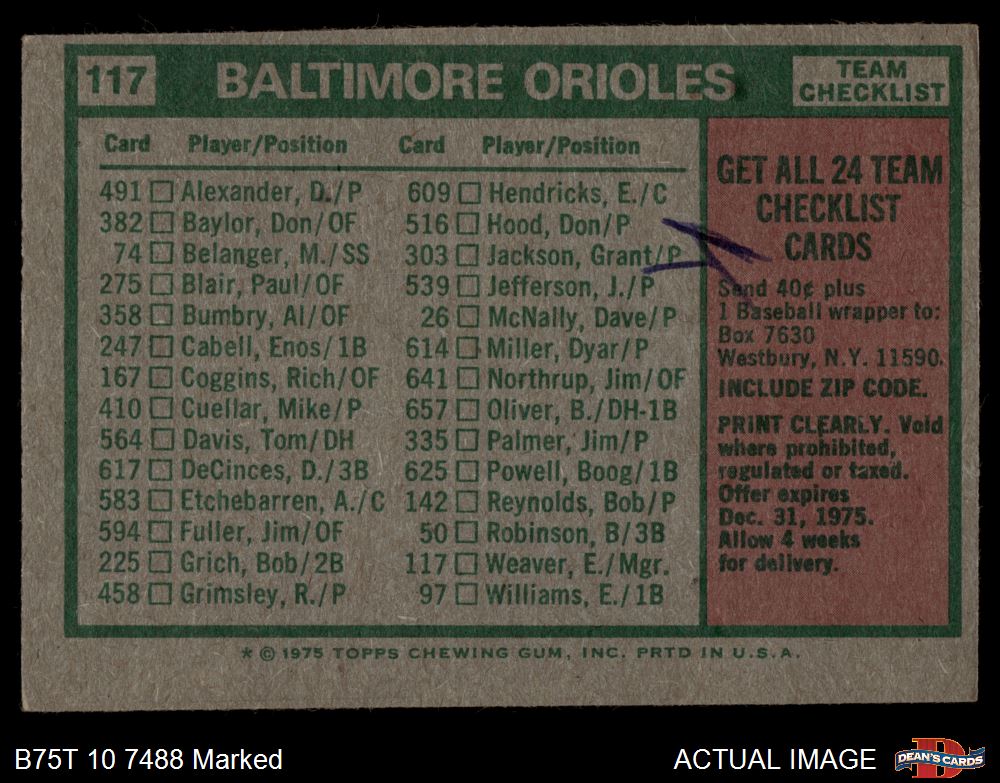 117 BALTIMORE ORIOLES TEAM CHECKLIST
Card Player/Position
491 Alexander, D./P
382 Baylor, Don/OF
74 Belanger, M./SS
275 Blair, Paul/OF
358 Bumbry, Al/OF
247 Cabell, Enos/1B
167 Coggins, Rich/OF
410 Cuellar, Mike/P
564 Davis, Tom/DH
617 DeCinces, D./3B
583 Etchebarren, A./C
594 Fuller, Jim/OF
225 Grich, Bob/2B
458 Grimsley, R./P
Card Player/Position
609 Hendricks, E./C
516 Hood, Don/P
303 Jackson, Grant/P
539 Jefferson, J./P
26 McNally, Dave/P
614 Miller, Dyar/P
641 Northrup, Jim/OF
657 Oliver, B./DH-1B
335 Palmer, Jim/P
625 Powell, Boog/1B
142 Reynolds, Bob/P
50 Robinson, B/3B
117 Weaver, E./Mgr.
97 Williams, E./1B
GET ALL 24 TEAM
CHECKLIST
CARDS
Send 40¢ plus
1 Baseball wrapper to:
Box 7630
Westbury, N.Y. 11590.
INCLUDE ZIP CODE.
PRINT CLEARLY. Void
where prohibited,
regulated or taxed.
Offer expires
Dec. 31, 1975.
Allow 4 weeks
for delivery.
* © 1975 TOPPS CHEWING GUM, INC. PRTD IN U.S.A.
B75T 10 7488 Marked
ACTUAL IMAGE
DEAN'S CARDS